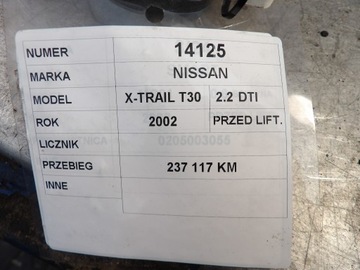 NUMER 14125
MARKA NISSAN
MODEL X-TRAIL T30 2.2 DTI
ROK 2002 PRZED LIFT.
LICZNIK
PRZEBIEG 237 117 KM
INNE